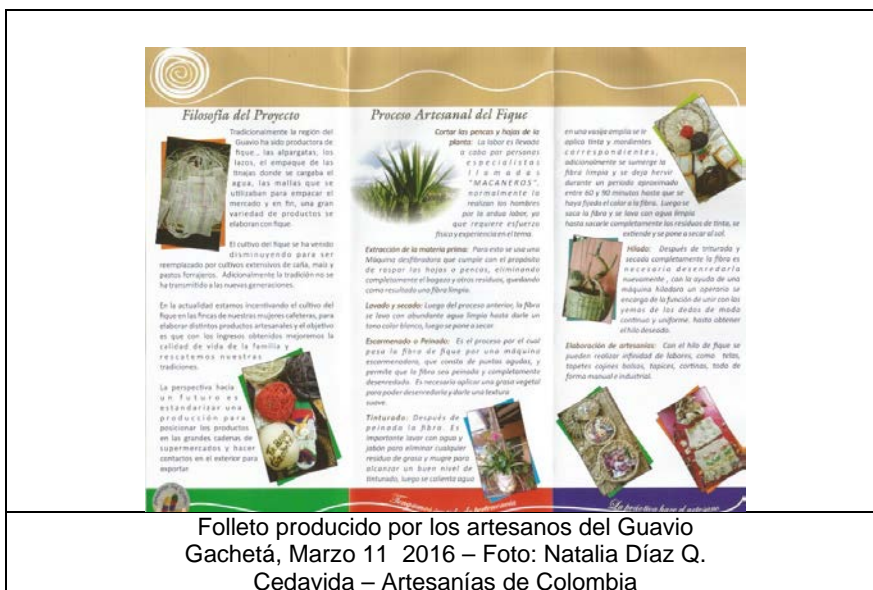 Filosofía del Proyecto
Tradicionalmente la región del
Guavio ha sido productora de
fique... las alpargatas, los
lazos, el empaque de las
tinajas donde se cargaba el
agua, las mallas que se
utilizaban para empacar el
mercado y en fin, una gran
variedad de productos se
elaboran con fique
El cultivo del fique se ha venido
disminuyendo para ser
reemplazado por cultivos extensivos de caña, maíz y
pastos forrajeros. Adicionalmente la tradición no se
ha transmitido a las nuevas generaciones.
En la actualidad estamos incentivando el cultivo del
fique en las fincas de nuestras mujeres cafeteras, para
elaborar distintos productos artesanales y el objetivo
es que con los ingresos obtenidos mejoremos la
calidad de vida de la familia y
rescatemos nuestras
tradiciones.
La perspectiva hacia
un futuro es
estandarizar una
producción para
posicionar los productos
en las grandes cadenas de
supermercados y hacer
contactos en el exterior para
exportar
Proceso Artesanal del Fique
Cortar las pencas y hojas de la
planta: La labor es llevada
a cabo por personas
especialistas
llamadas
"MACANEROS",
normalmente la
realizan los hombres
por la ardua labor, ya
que requiere esfuerzo
físico y experiencia en el tema.
Extracción de la materia prima: Para esto se usa una
Máquina desfibradora que cumple con el propósito
de raspar las hojas o pencas, eliminando
completamente el bagazo y otros residuos, quedando
como resultado una fibra limpia.
Lavado y secado: Luego del proceso anterior, la fibra
se lava con abundante agua limpia hasta darle un
tono color blanco, luego se pone a secar
Escarmenado o Peinado: Es el proceso por el cual
pasa la fibra de fique por una máquina
escarmenadora, que consta de puntas agudas, y
permite que la fibra sea peinada y completamente
desenredado. Es necesario aplicar una grasa vegetal
para poder desenredarla y darle una textura
suave.
Tinturado: Después de
peinada la fibra. Es
importante lavar con agua y
jabón para eliminar cualquier
residuo de grasa y mugre para
alcanzar un buen nivel de
tinturado, luego se calienta agua
en una vasija amplia se le
aplica tinta y mordientes
correspondientes,
adicionalmente se sumerge la
fibra limpia y se deja hervir
durante un periodo aproximado
entre 60 y 90 minutos hasta que se
haya fijado el color a la fibra. Luego se
saca la fibra y se lava con agua limpia
hasta sacarle completamente los residuos de tinta, se
extiende y se pone a secar al sol.
Hilado: Después de triturada y
secada completamente la fibra es
necesario desenredarla
nuevamente, con la ayuda de una
máquina hiladora un operario se
encarga de la función de unir con las
yemas de los dedos de modo
continuo y uniforme. hasta obtener
el hilo deseado.
Elaboración de artesanías: Con el hilo de fique se
pueden realizar infinidad de labores, como telas,
tapetes cojines bolsos, tapices, cortinas, todo de
forma manual e industrial.
La práctica hace al artesano
Folleto producido por los artesanos del Guavio
Gachetá, Marzo 11 2016 – Foto: Natalia Díaz Q.
Cedavida – Artesanías de Colombia